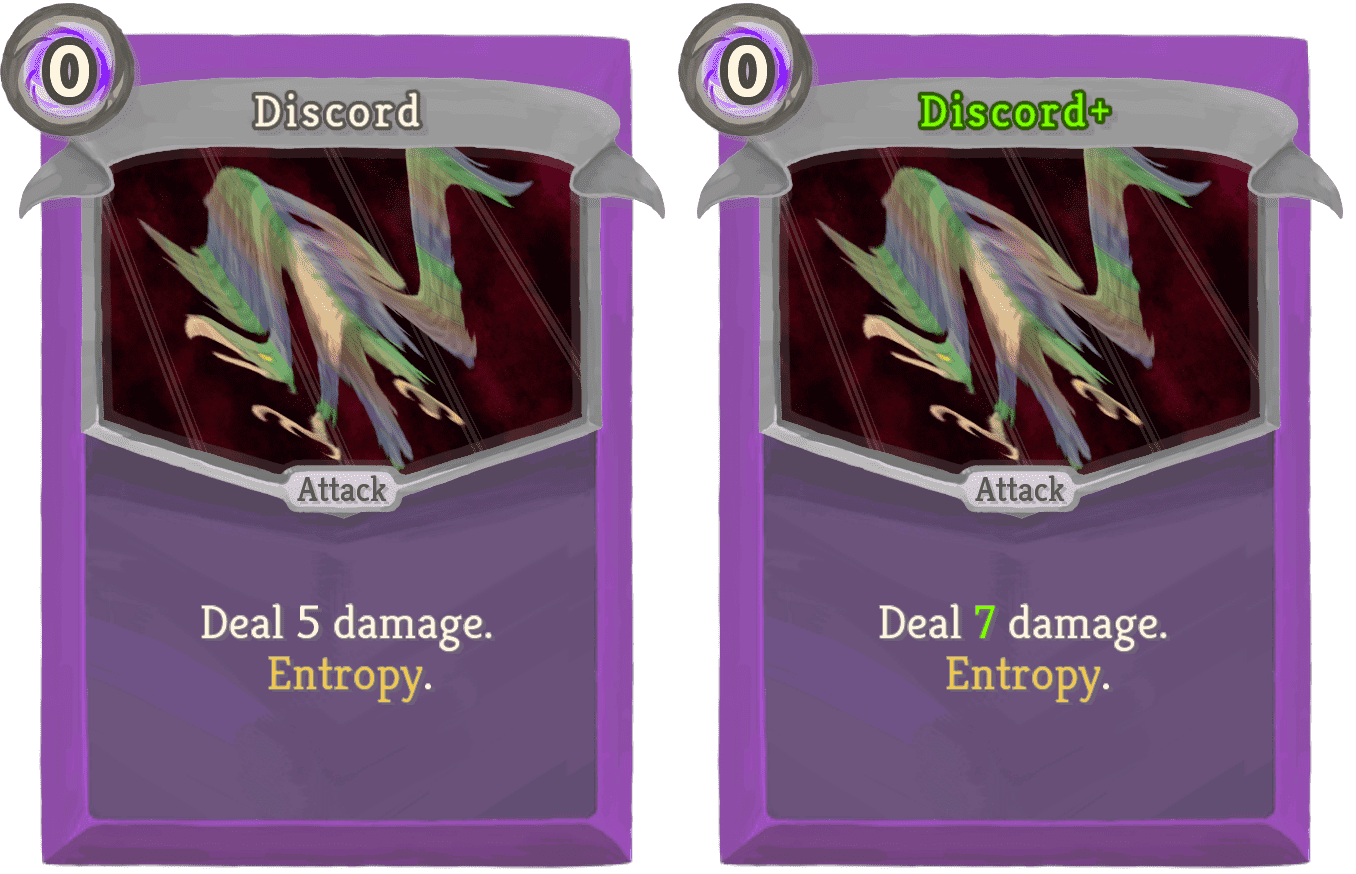 0
Discord
Attack
Deal 5 damage.
Entropy.
0
Discord+
Attack
Deal 7 damage.
Entropy.